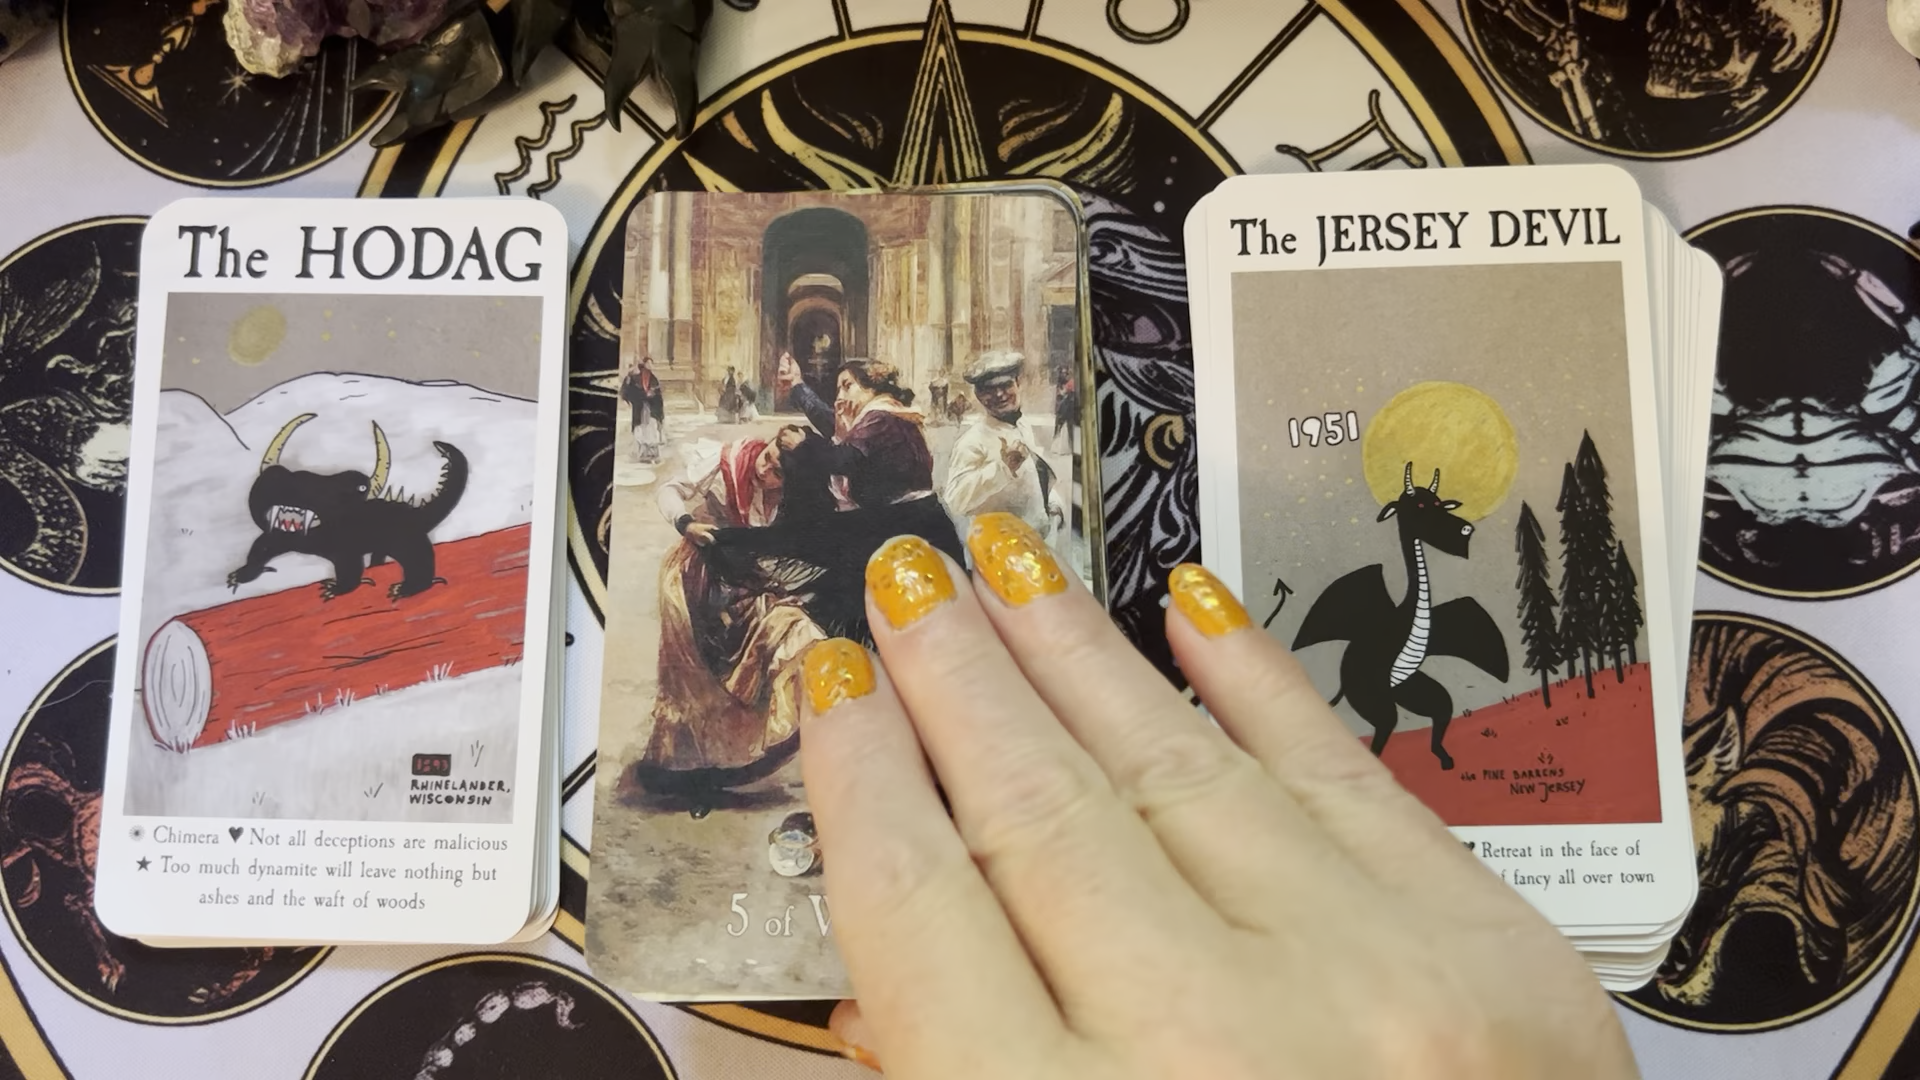 The HODAG
1893
RHINELANDER,
WISCONSIN
Chimera Not all deceptions are malicious
Too much dynamite will leave nothing but
ashes and the waft of woods
5 of
The JERSEY DEVIL
1951
the PINE BARRENS
NEW JERSEY
Retreat in the face of
fancy all over town